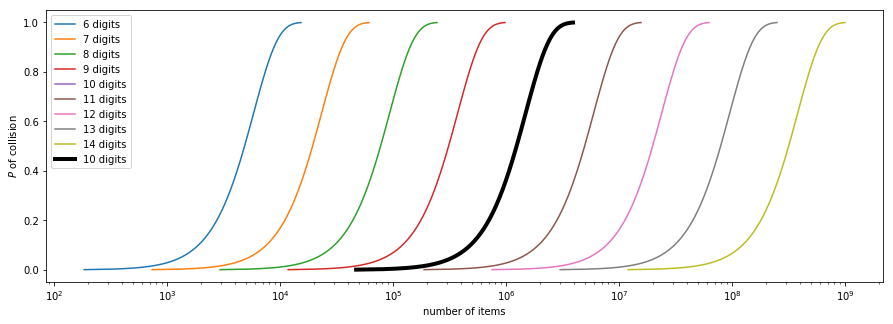 6 digits
7 digits
8 digits
9 digits
10 digits
11 digits
12 digits
13 digits
14 digits
10 digits
1.0
0.8
0.6
0.4
0.2
0.0
P of collision
10² 10³ 10⁴ 10⁵ 10⁶ 10⁷ 10⁸ 10⁹
number of items